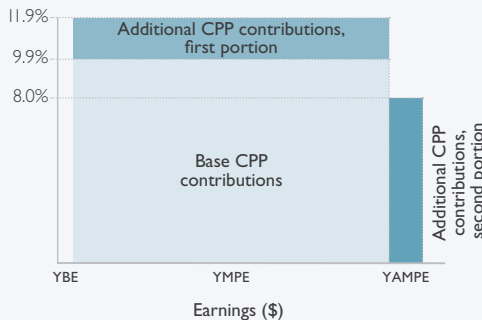 11.9%
9.9%
8.0%
Additional CPP contributions,
first portion
Base CPP
contributions
Additional CPP
contributions,
second portion
YBE
YMPE
YAMPE
Earnings ($)